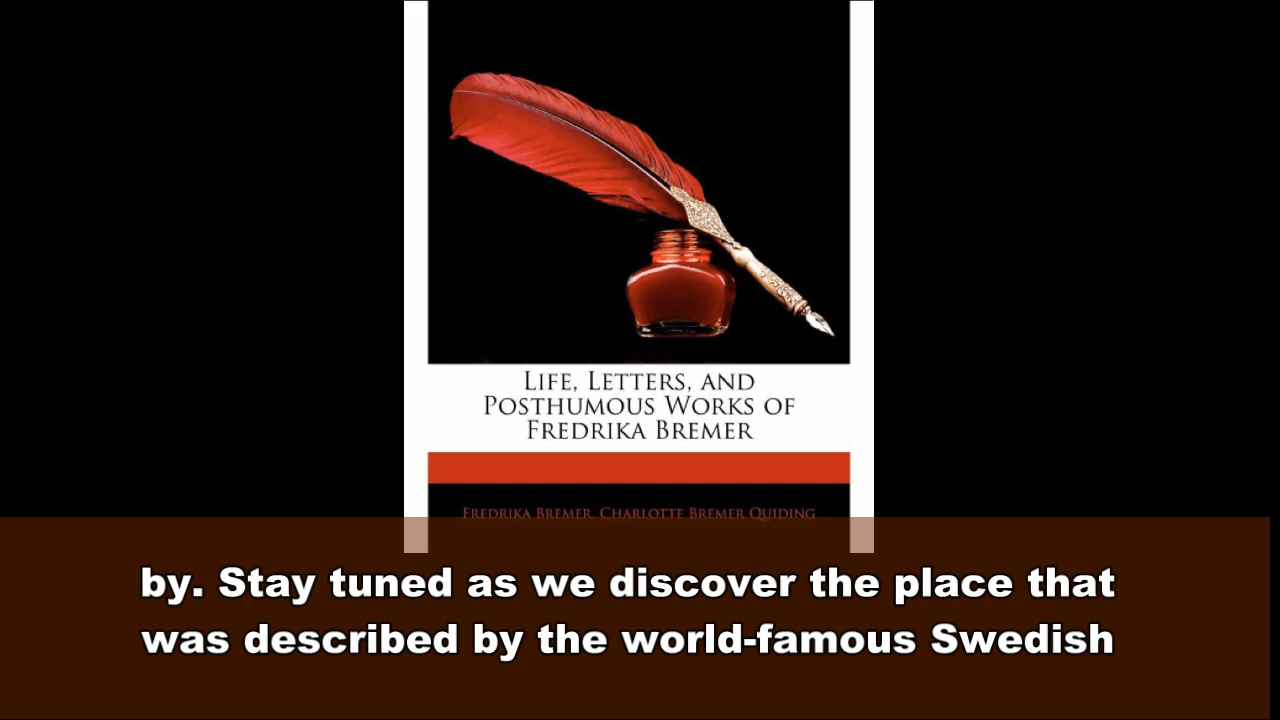 Life, Letters, and
Posthumous Works of
Fredrika Bremer
Fredrika Bremer, Charlotte Bremer Quiding
by. Stay tuned as we discover the place that
was described by the world-famous Swedish